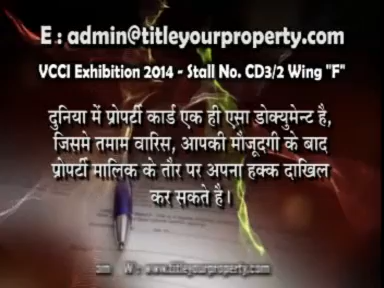 E : admin@titleyourproperty.com
VCCI Exhibition 2014 - Stall No. CD3/2 Wing "F"
दुनिया में प्रोपर्टी कार्ड एक ही एसा डोक्युमेन्ट है,
जिसमे तमाम वारिस, आपकी मौजूदगी के बाद
प्रोपर्टी मालिक के तौर पर अपना हक्क दाखिल
कर सकते है।
om W : www.titleyourproperty.com